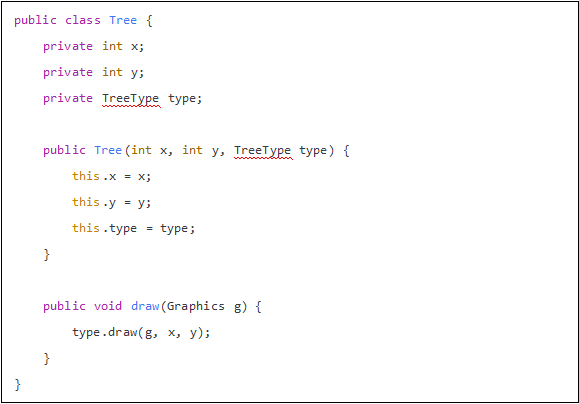 public class Tree {
    private int x;
    private int y;
    private TreeType type;

    public Tree(int x, int y, TreeType type) {
        this.x = x;
        this.y = y;
        this.type = type;
    }

    public void draw(Graphics g) {
        type.draw(g, x, y);
    }
}